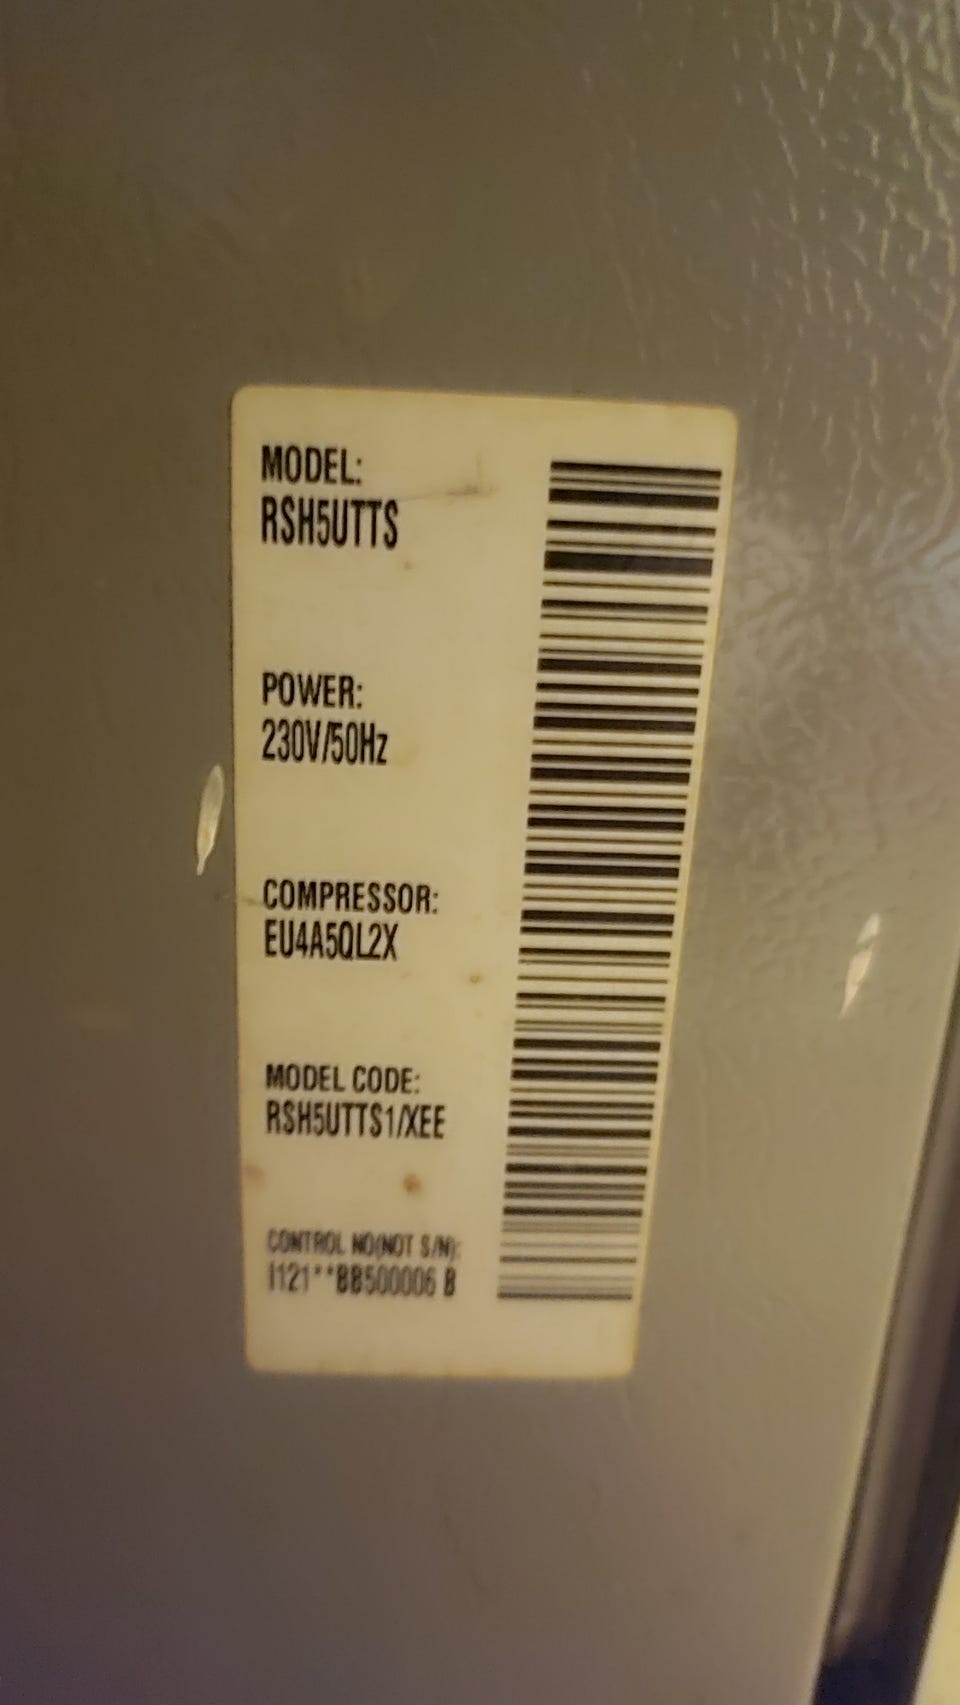 MODEL:
RSH5UTTS
POWER:
230V/50Hz
COMPRESSOR:
EU4A5QL2X
MODEL CODE:
RSH5UTTS1/XEE
CONTROL NO(NOT S/N):
I121**BB500006 B